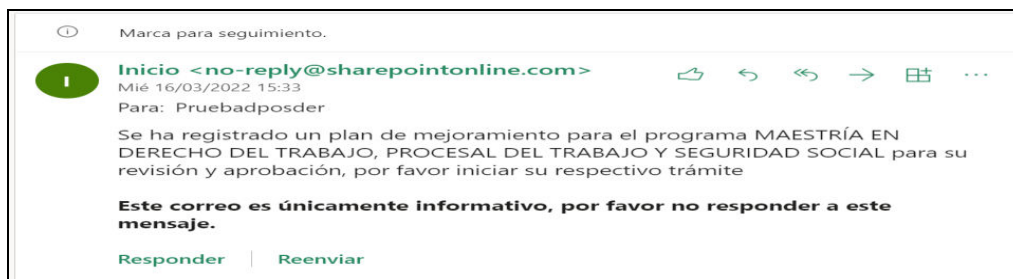 Marca para seguimiento.
Inicio <no-reply@sharepointonline.com>
I
Mié 16/03/2022 15:33
Para: Pruebadposder
Se ha registrado un plan de mejoramiento para el programa MAESTRÍA EN
DERECHO DEL TRABAJO, PROCESAL DEL TRABAJO Y SEGURIDAD SOCIAL para su
revisión y aprobación, por favor iniciar su respectivo trámite
Este correo es únicamente informativo, por favor no responder a este
mensaje.
Responder | Reenviar